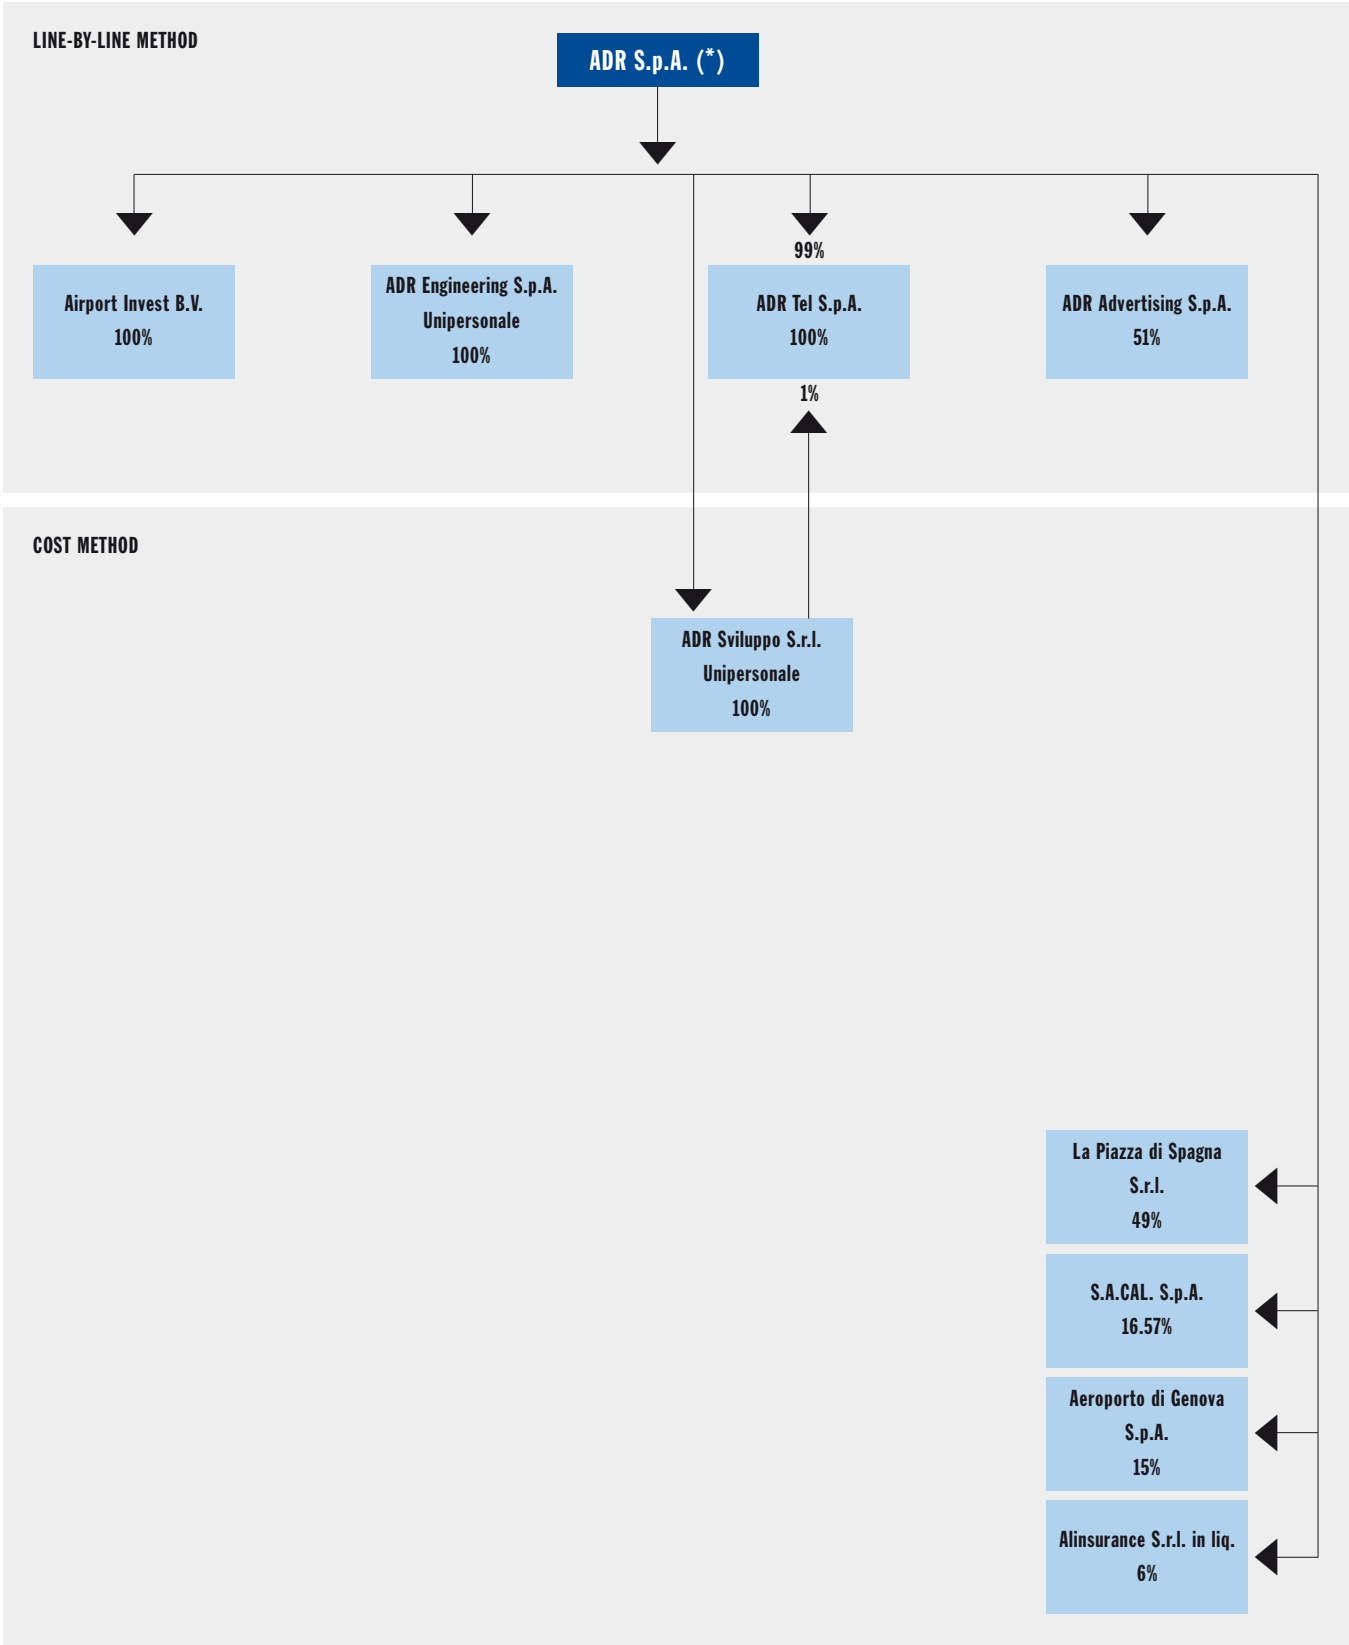 LINE-BY-LINE METHOD
ADR S.p.A. (*)
Airport Invest B.V.
100%
ADR Engineering S.p.A.
Unipersonale
100%
99%
ADR Tel S.p.A.
100%
1%
ADR Advertising S.p.A.
51%
COST METHOD
ADR Sviluppo S.r.l.
Unipersonale
100%
La Piazza di Spagna
S.r.l.
49%
S.A.CAL. S.p.A.
16.57%
Aeroporto di Genova
S.p.A.
15%
Alinsurance S.r.l. in liq.
6%